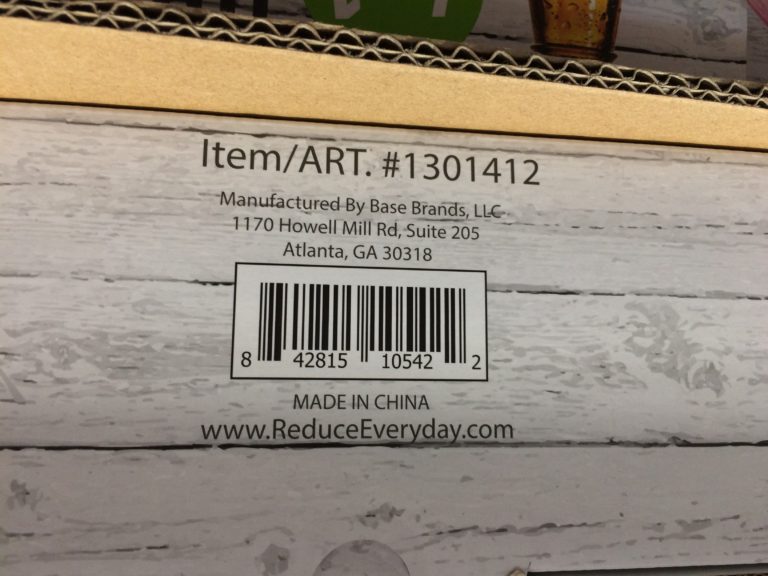 Item/ART. #1301412
Manufactured By Base Brands, LLC
1170 Howell Mill Rd, Suite 205
Atlanta, GA 30318
8 42815 10542 2
MADE IN CHINA
www.ReduceEveryday.com